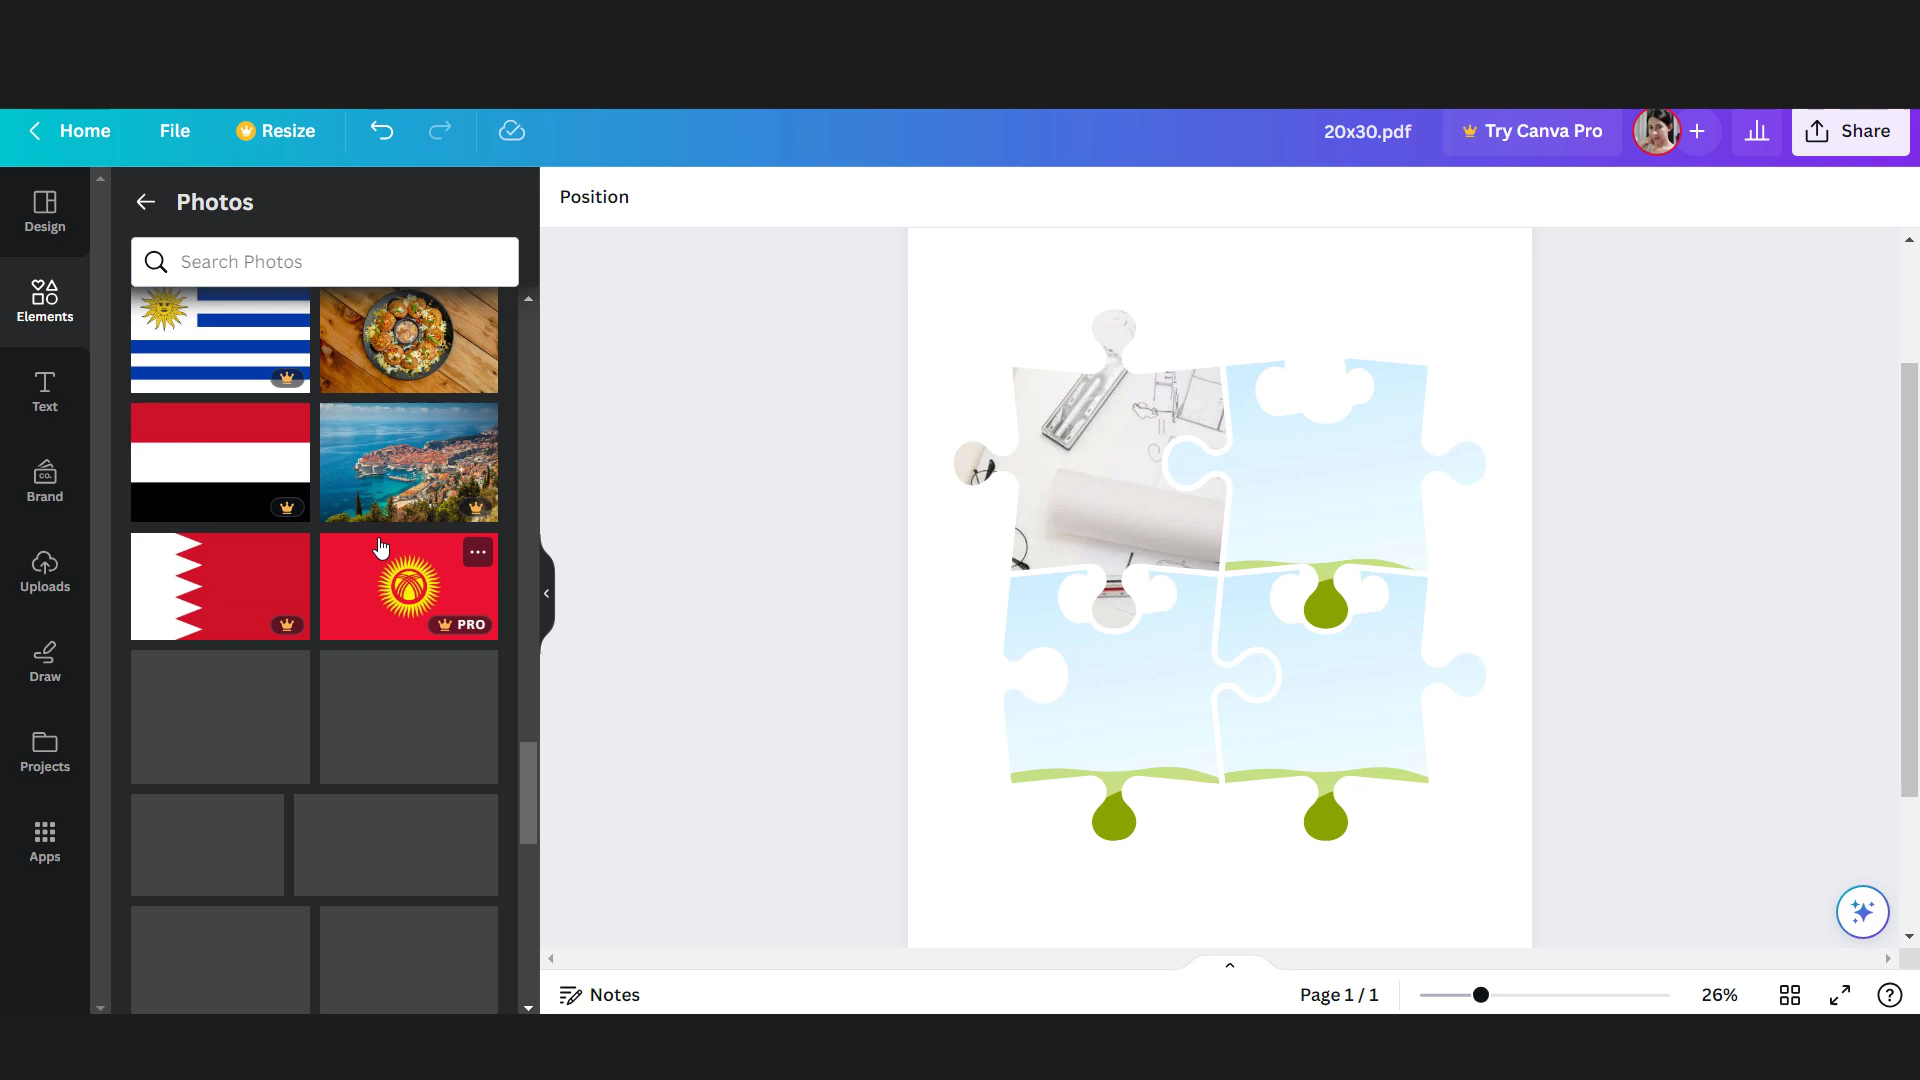 Home File Resize 20x30.pdf Try Canva Pro Share
Design
Elements
Text
CO.
Brand
Uploads
Draw
Projects
Apps
Photos
Search Photos
PRO
Position
Notes
Page 1 / 1
26%